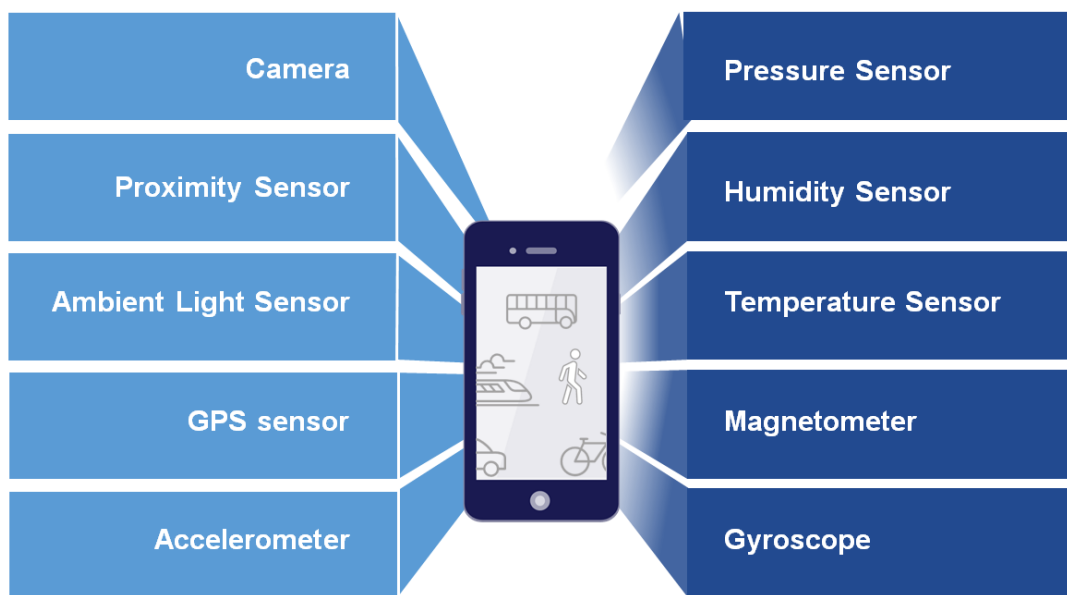 Camera
Proximity Sensor
Ambient Light Sensor
GPS sensor
Accelerometer
Pressure Sensor
Humidity Sensor
Temperature Sensor
Magnetometer
Gyroscope